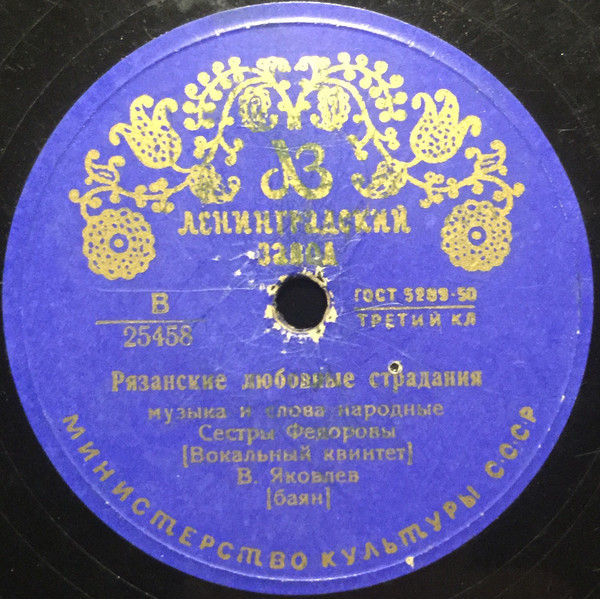 ЛЗ
ЛЕНИНГРАДСКИЙ
ЗАВОД
В
25458
ГОСТ 5289-50
ТРЕТИЙ КЛ
Рязанские любовные страдания
музыка и слова народные
Сестры Федоровы
[Вокальный квинтет]
В. Яковлев
[баян]
МИНИСТЕРСТВО КУЛЬТУРЫ СССР